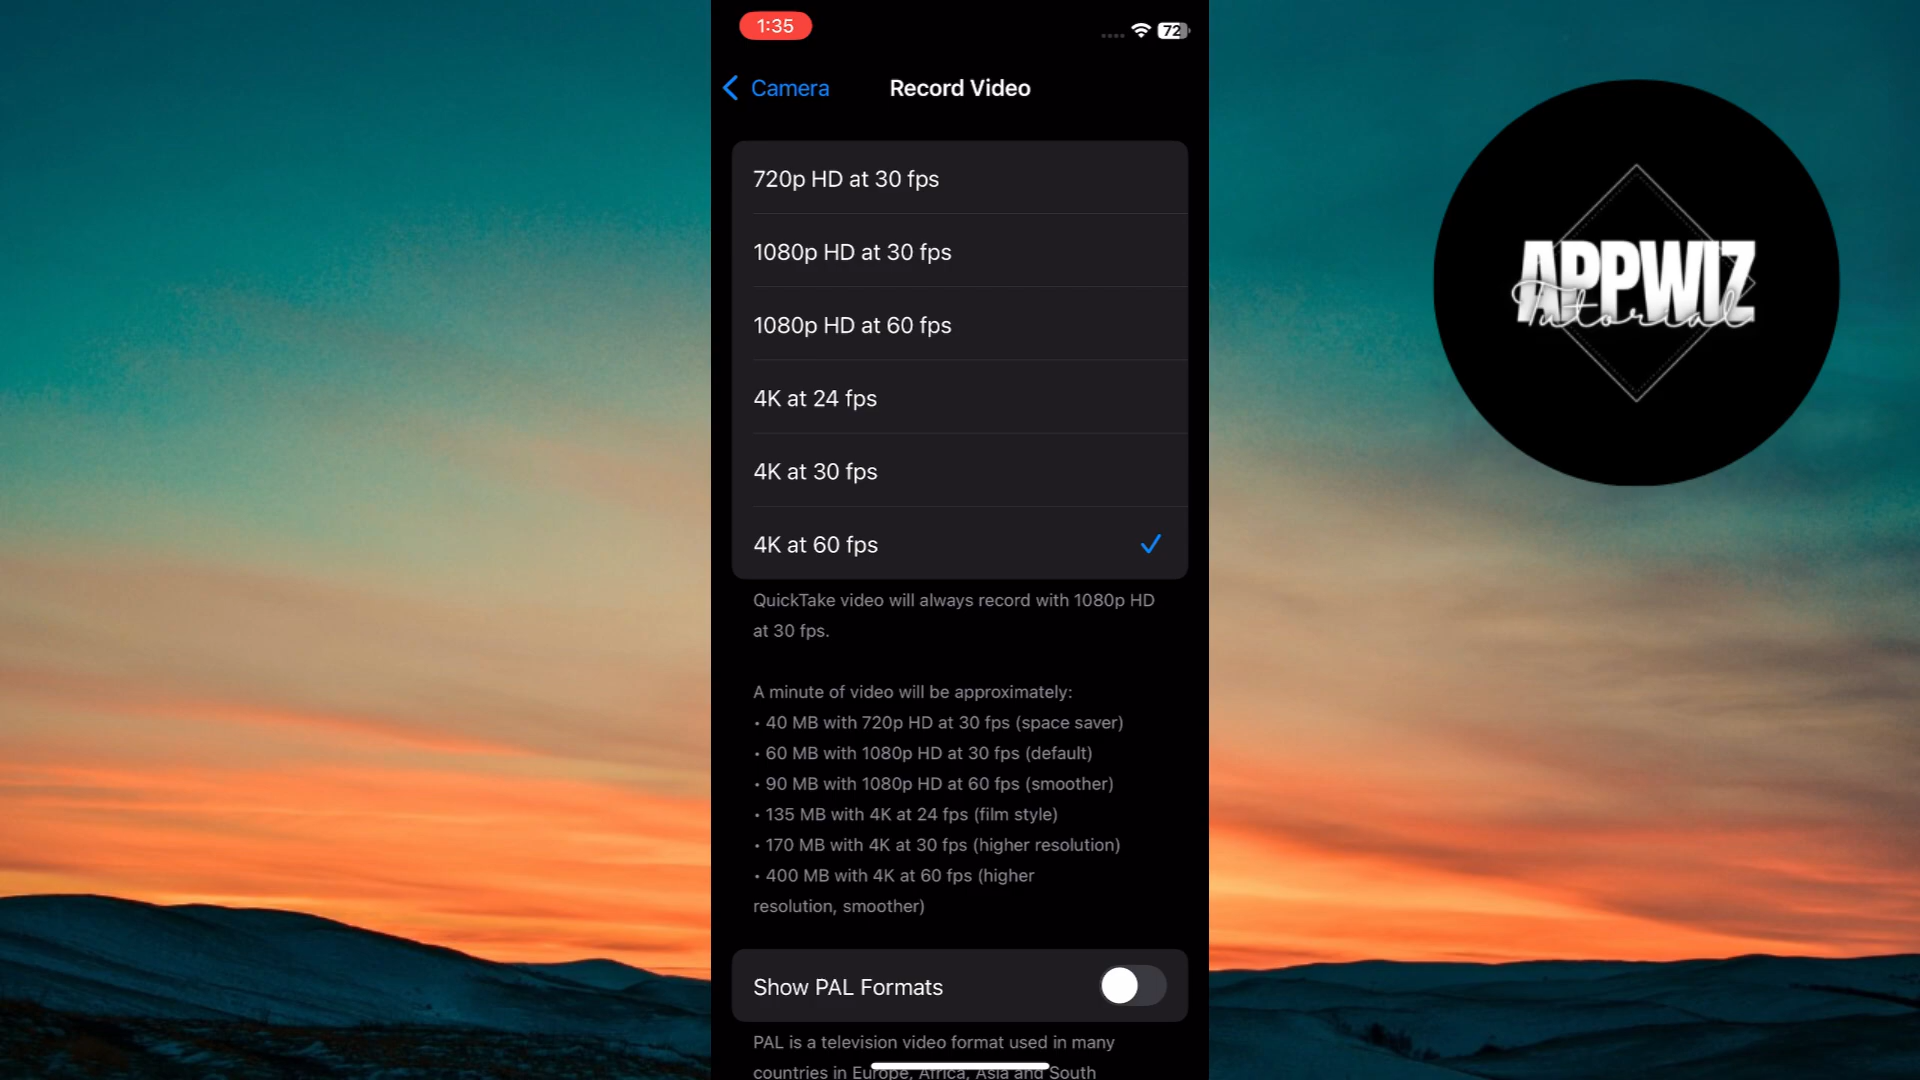 1:35
72
Camera
Record Video
720p HD at 30 fps
1080p HD at 30 fps
1080p HD at 60 fps
4K at 24 fps
4K at 30 fps
4K at 60 fps
QuickTake video will always record with 1080p HD
at 30 fps.
A minute of video will be approximately:
• 40 MB with 720p HD at 30 fps (space saver)
• 60 MB with 1080p HD at 30 fps (default)
• 90 MB with 1080p HD at 60 fps (smoother)
• 135 MB with 4K at 24 fps (film style)
• 170 MB with 4K at 30 fps (higher resolution)
• 400 MB with 4K at 60 fps (higher
resolution, smoother)
Show PAL Formats
PAL is a television video format used in many
countries in Europe, Africa, Asia and South
APPWIZ
Tutorial